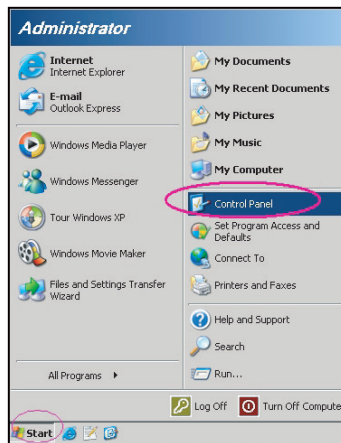 Administrator
Internet
Internet Explorer
E-mail
Outlook Express
Windows Media Player
Windows Messenger
Tour Windows XP
Windows Movie Maker
Files and Settings Transfer
Wizard
All Programs
My Documents
My Recent Documents
My Pictures
My Music
My Computer
Control Panel
Set Program Access and
Defaults
Connect To
Printers and Faxes
Help and Support
Search
Run...
Log Off
Turn Off Compute
Start